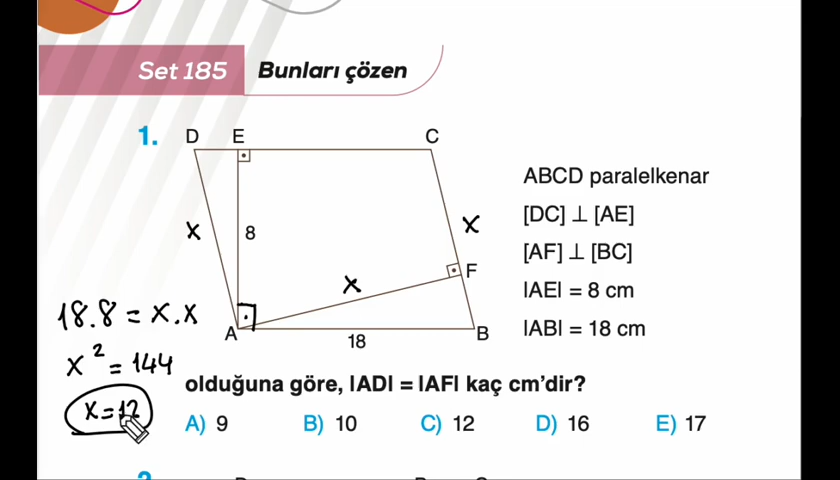 Set 185 Bunları çözen
1.
D E C
x 8 x
x F
A 18 B
ABCD paralelkenar
[DC] ⊥ [AE]
[AF] ⊥ [BC]
|AE| = 8 cm
|AB| = 18 cm
18.8 = x.x
x² = 144
x = 12
olduğuna göre, |AD| = |AF| kaç cm'dir?
A) 9 B) 10 C) 12 D) 16 E) 17